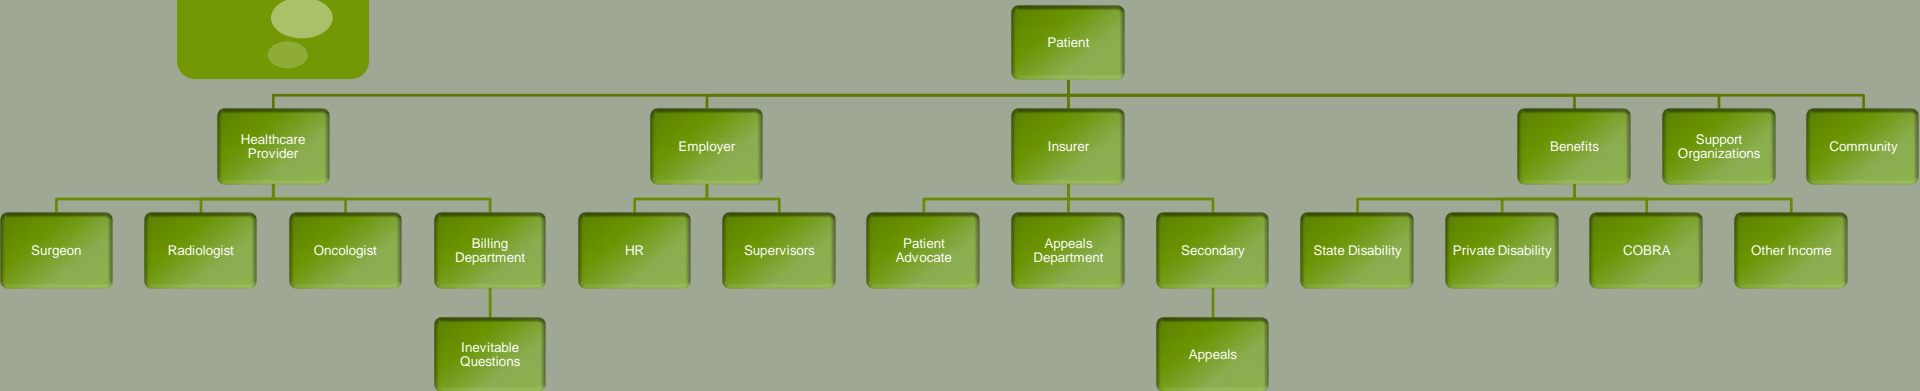 Patient
Healthcare
Provider
Employer
Insurer
Benefits
Support
Organizations
Community
Surgeon
Radiologist
Oncologist
Billing
Department
HR
Supervisors
Patient
Advocate
Appeals
Department
Secondary
State Disability
Private Disability
COBRA
Other Income
Inevitable
Questions
Appeals